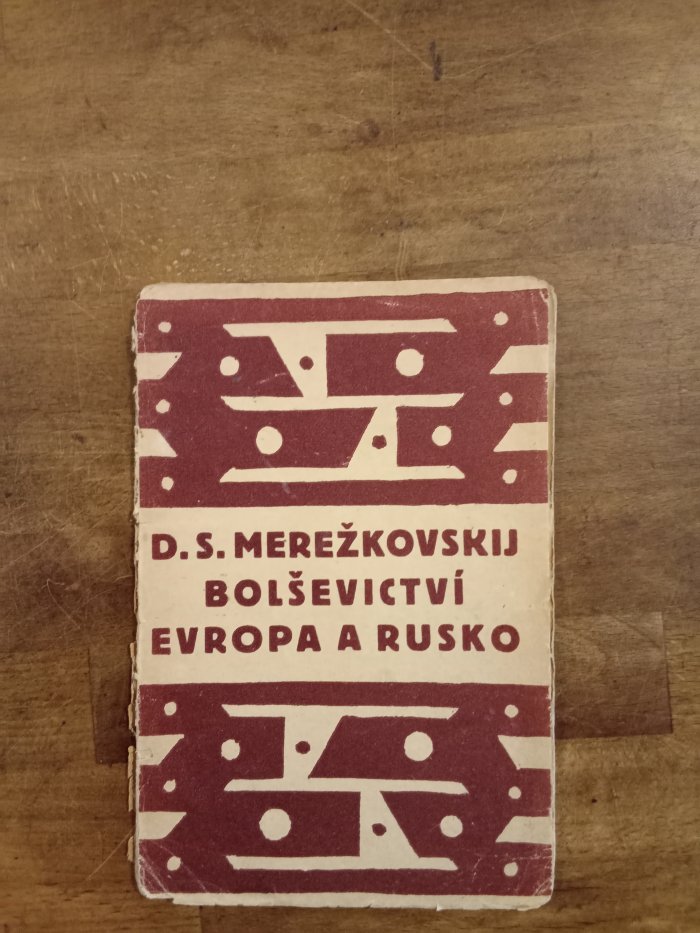 D. S. MEREŽKOVSKIJ
BOLŠEVICTVÍ
EVROPA A RUSKO